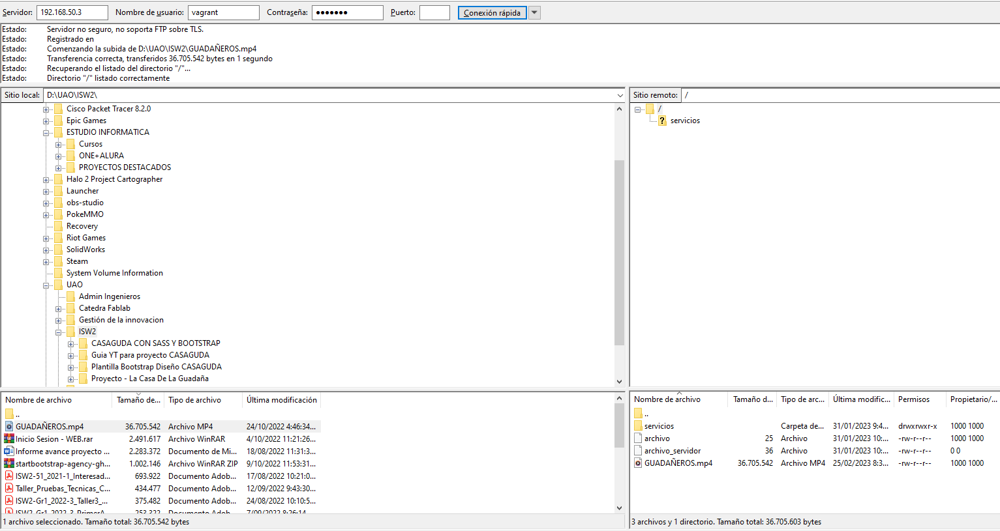 Servidor: 192.168.50.3 Nombre de usuario: vagrant Contraseña: ●●●●●●● Puerto: Conexión rápida
Estado: Servidor no seguro, no soporta FTP sobre TLS.
Estado: Registrado en
Estado: Comenzando la subida de D:\UAO\ISW2\GUADAÑEROS.mp4
Estado: Transferencia correcta, transferidos 36.705.542 bytes en 1 segundo
Estado: Recuperando el listado del directorio "/"...
Estado: Directorio "/" listado correctamente
Sitio local: D:\UAO\ISW2\
Cisco Packet Tracer 8.2.0
Epic Games
ESTUDIO INFORMATICA
Cursos
ONE+ALURA
PROYECTOS DESTACADOS
Halo 2 Project Cartographer
Launcher
obs-studio
PokeMMO
Recovery
Riot Games
SolidWorks
Steam
System Volume Information
UAO
Admin Ingenieros
Catedra Fablab
Gestión de la innovacion
ISW2
CASAGUDA CON SASS Y BOOTSTRAP
Guia YT para proyecto CASAGUDA
Plantilla Bootstrap Diseño CASAGUDA
Proyecto - La Casa De La Guadaña
Sitio remoto: /
/
? servicios
Nombre de archivo Tamaño de... Tipo de archivo Última modificación
..
GUADAÑEROS.mp4 36.705.542 Archivo MP4 24/10/2022 4:46:34...
Inicio Sesion - WEB.rar 2.491.617 Archivo WinRAR 4/10/2022 11:21:26...
Informe avance proyecto ... 2.283.372 Documento de Mi... 18/08/2022 11:31:3...
startbootstrap-agency-gh... 1.002.146 Archivo WinRAR ZIP 9/10/2022 11:53:31...
ISW2-51_2021-1_Interesad... 693.922 Documento Adob... 17/08/2022 10:21:0...
Taller_Pruebas_Tecnicas_C... 434.477 Documento Adob... 12/09/2022 9:43:30...
ISW2-Gr1_2022-3_Taller3_... 375.482 Documento Adob... 24/08/2022 10:10:5...
ISW2-Gr1_2022-3_PrimerA... 253.322 Documento Adob... 7/09/2022 8:26:14...
1 archivo seleccionado. Tamaño total: 36.705.542 bytes
Nombre de archivo Tamaño d... Tipo de arc... Última modific... Permisos Propietario/...
..
servicios Carpeta de... 31/01/2023 9:4... drwxrwxr-x 1000 1000
archivo 25 Archivo 31/01/2023 10:... -rw-r--r-- 1000 1000
archivo_servidor 36 Archivo 31/01/2023 10:... -rw-r--r-- 0 0
GUADAÑEROS.mp4 36.705.542 Archivo MP4 25/02/2023 8:3... -rw-r--r-- 1000 1000
3 archivos y 1 directorio. Tamaño total: 36.705.603 bytes